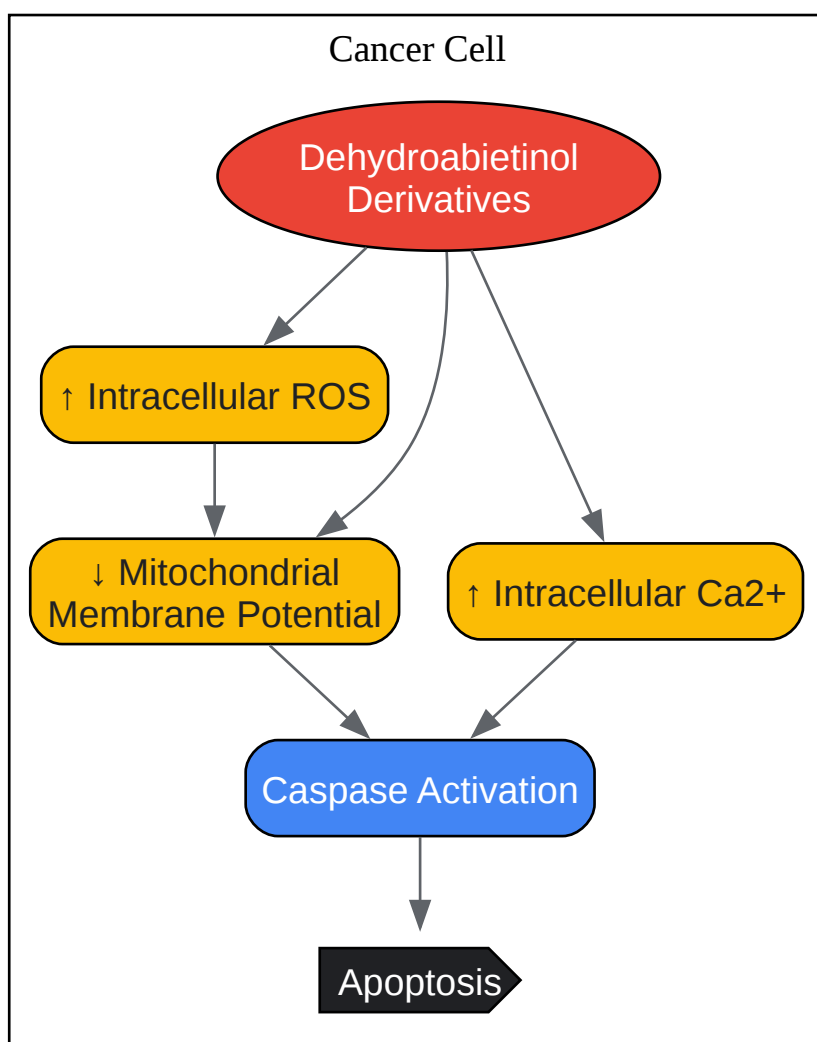 Cancer Cell
Dehydroabietinol
Derivatives
↑ Intracellular ROS
↓ Mitochondrial
Membrane Potential
↑ Intracellular Ca2+
Caspase Activation
Apoptosis